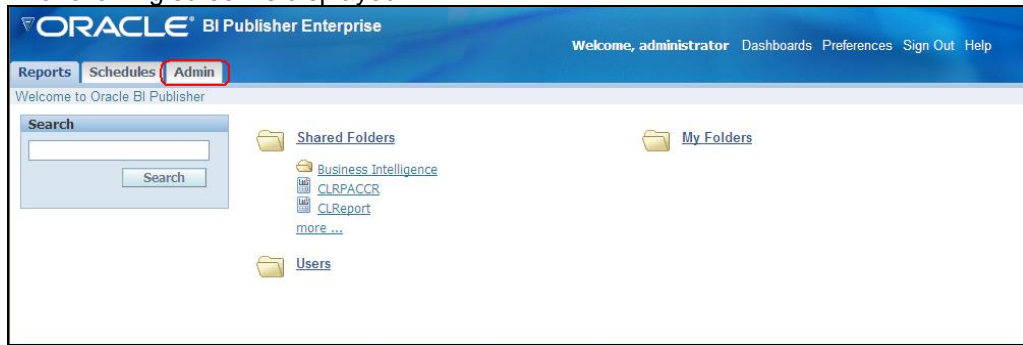 ORACLE BI Publisher Enterprise
Welcome, administrator Dashboards Preferences Sign Out Help
Reports Schedules Admin
Welcome to Oracle BI Publisher
Search
Search
Shared Folders
Business Intelligence
CLRPACCR
CLReport
more ...
Users
My Folders